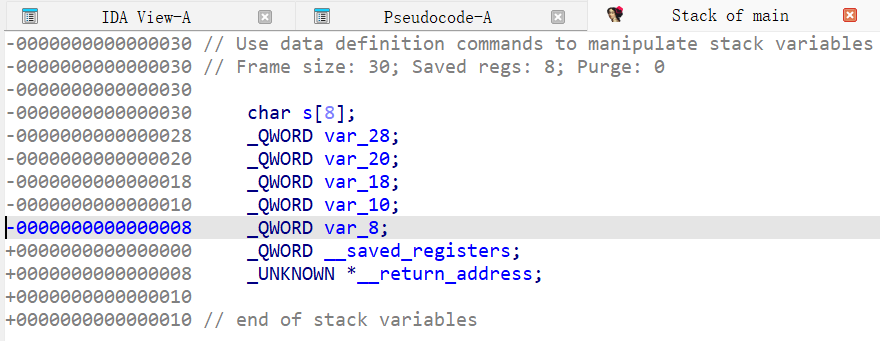 IDA View-A Pseudocode-A Stack of main
-0000000000000030 // Use data definition commands to manipulate stack variables
-0000000000000030 // Frame size: 30; Saved regs: 8; Purge: 0
-0000000000000030
-0000000000000030 char s[8];
-0000000000000028 _QWORD var_28;
-0000000000000020 _QWORD var_20;
-0000000000000018 _QWORD var_18;
-0000000000000010 _QWORD var_10;
-0000000000000008 _QWORD var_8;
+0000000000000000 _QWORD __saved_registers;
+0000000000000008 _UNKNOWN *__return_address;
+0000000000000010
+0000000000000010 // end of stack variables